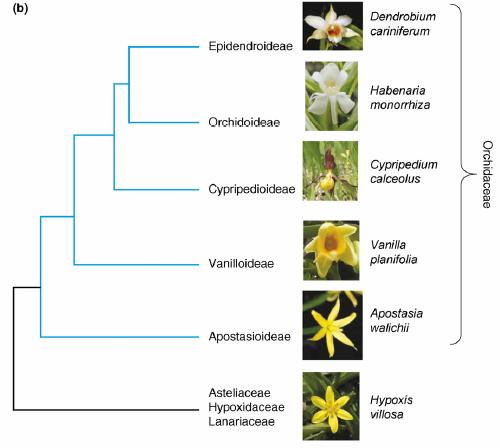 (b)
Epidendroideae
Dendrobium
cariniferum
Orchidoideae
Habenaria
monorrhiza
Cypripedioideae
Cypripedium
calceolus
Vanilloideae
Vanilla
planifolia
Apostasioideae
Apostasia
walichii
Asteliaceae
Hypoxidaceae
Lanariaceae
Hypoxis
villosa
Orchidaceae